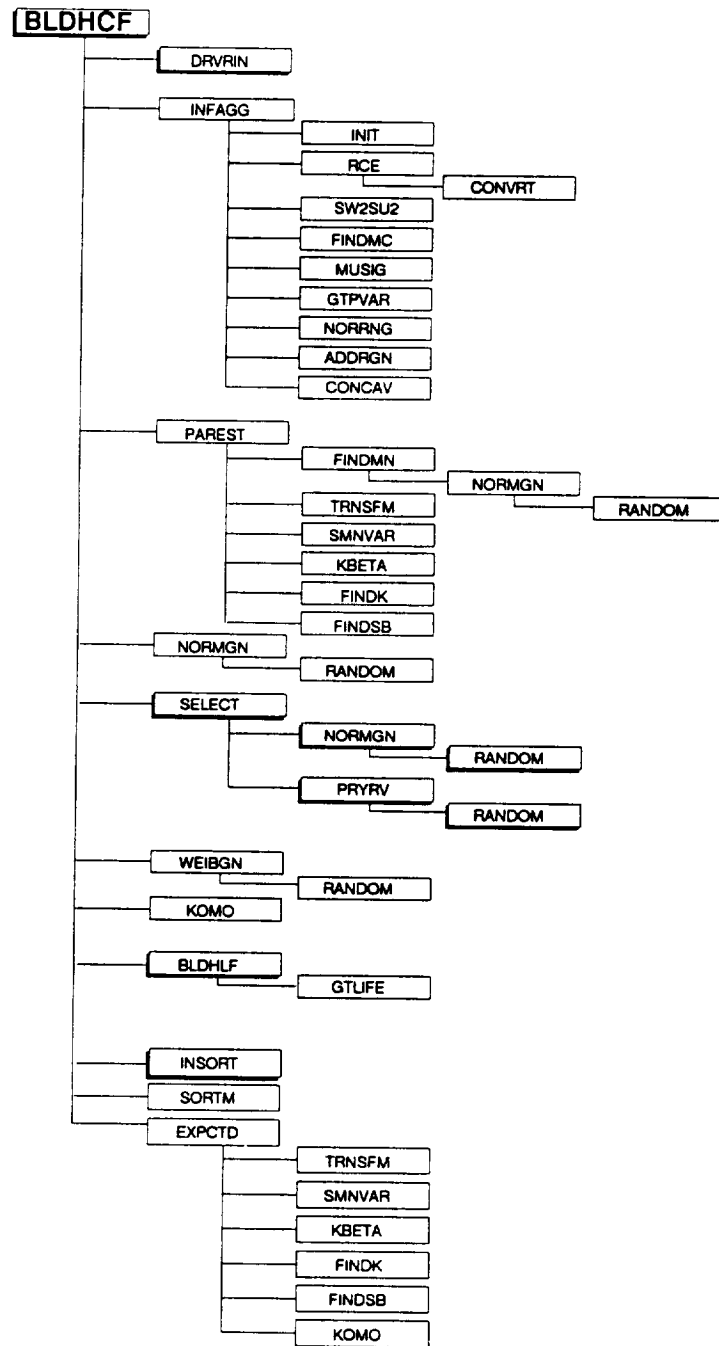 BLDHCF
DRVRIN
INFAGG
INIT
RCE
CONVRT
SW2SU2
FINDMC
MUSIG
GTPVAR
NORRNG
ADDRGN
CONCAV
PAREST
FINDMN
NORMGN
RANDOM
TRNSFM
SMNVAR
KBETA
FINDK
FINDSB
NORMGN
RANDOM
SELECT
NORMGN
RANDOM
PRYRV
RANDOM
WEIBGN
RANDOM
KOMO
BLDHLF
GTLIFE
INSORT
SORTM
EXPCTD
TRNSFM
SMNVAR
KBETA
FINDK
FINDSB
KOMO